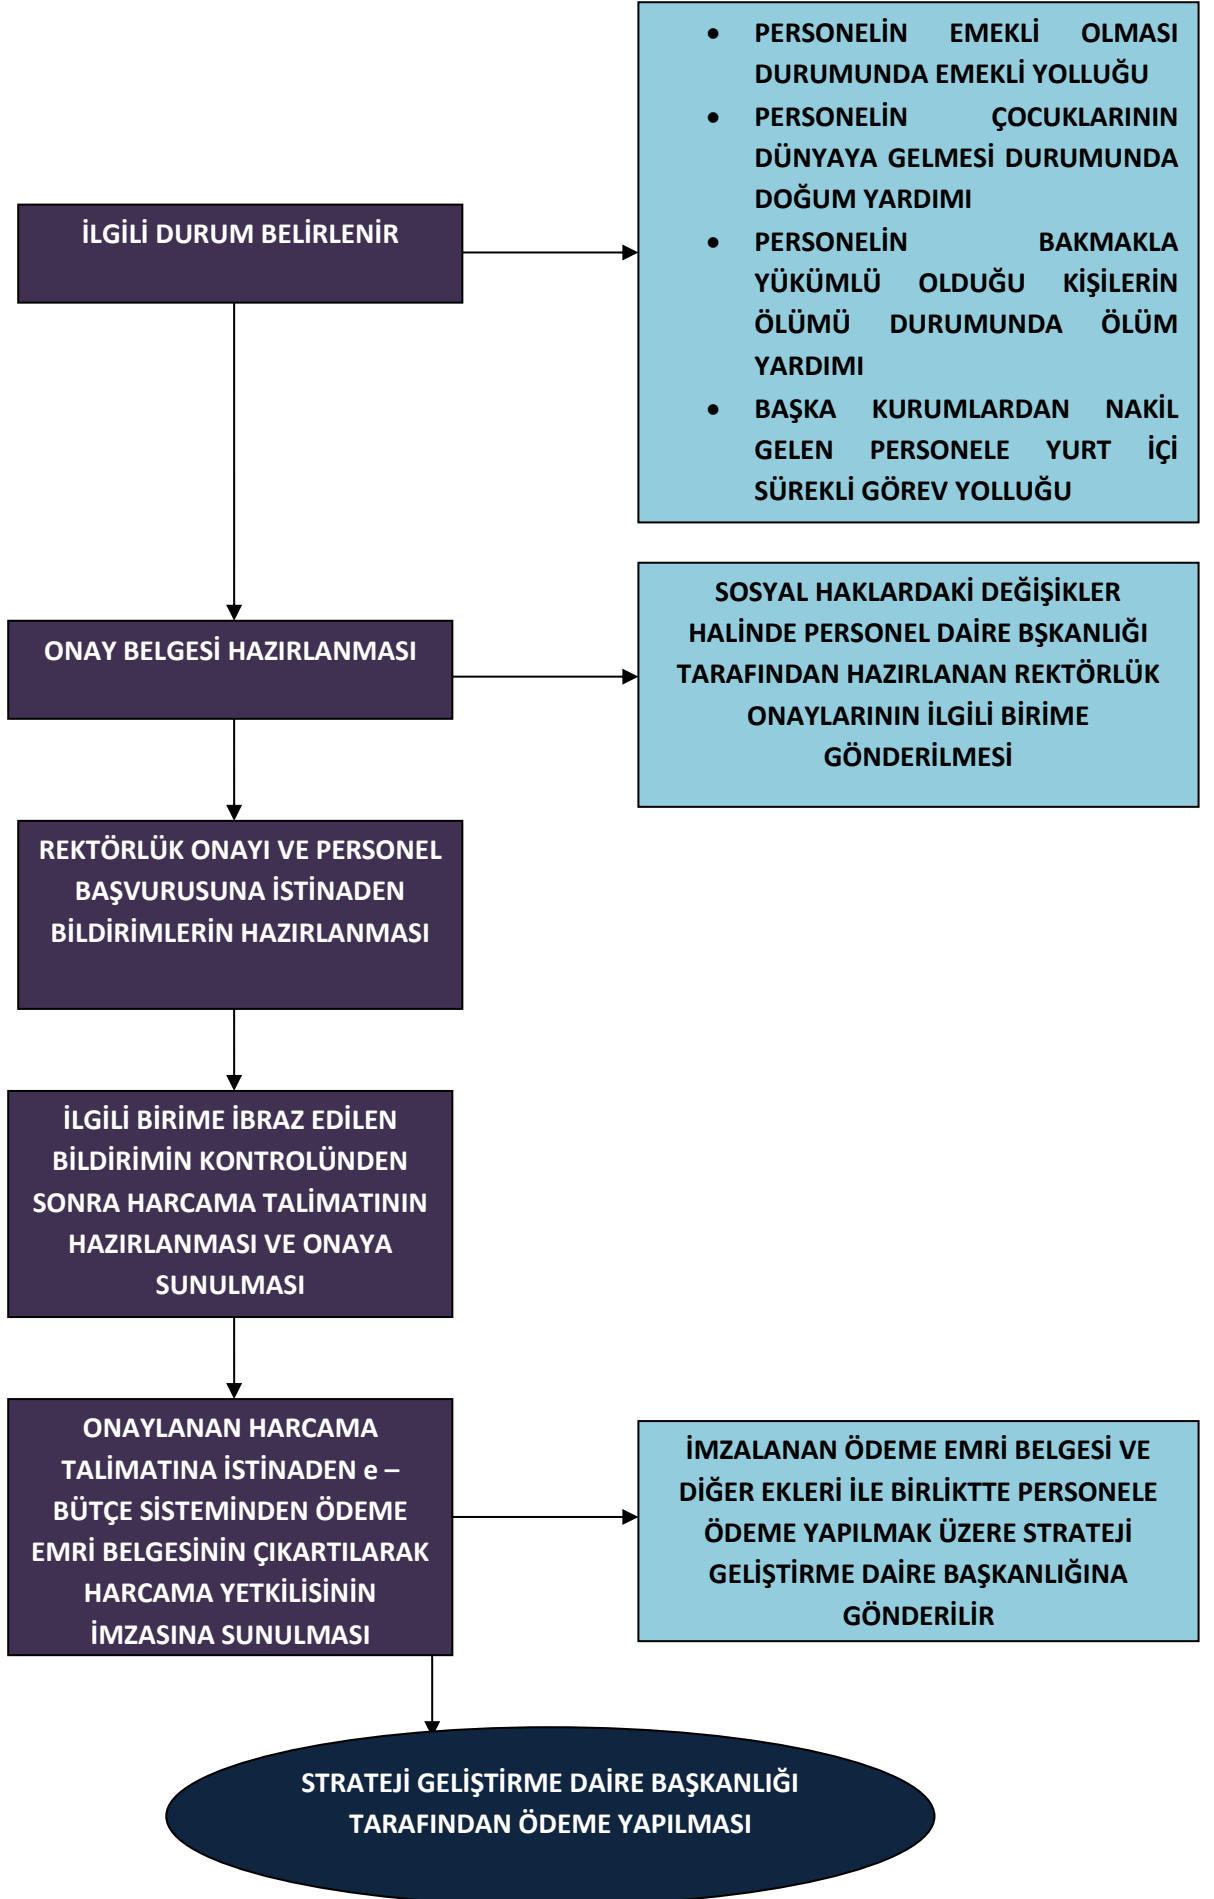 • PERSONELİN EMEKLİ OLMASI
DURUMUNDA EMEKLİ YOLLUĞU
• PERSONELİN ÇOCUKLARININ
DÜNYAYA GELMESİ DURUMUNDA
DOĞUM YARDIMI
• PERSONELİN BAKMAKLA
YÜKÜMLÜ OLDUĞU KİŞİLERİN
ÖLÜMÜ DURUMUNDA ÖLÜM
YARDIMI
• BAŞKA KURUMLARDAN NAKİL
GELEN PERSONELE YURT İÇİ
SÜREKLİ GÖREV YOLLUĞU
İLGİLİ DURUM BELİRLENİR
ONAY BELGESİ HAZIRLANMASI
SOSYAL HAKLARDAKİ DEĞİŞİKLER
HALİNDE PERSONEL DAİRE BŞKANLIĞI
TARAFINDAN HAZIRLANAN REKTÖRLÜK
ONAYLARININ İLGİLİ BİRİME
GÖNDERİLMESİ
REKTÖRLÜK ONAYI VE PERSONEL
BAŞVURUSUNA İSTİNADEN
BİLDİRİMLERİN HAZIRLANMASI
İLGİLİ BİRİME İBRAZ EDİLEN
BİLDİRİMİN KONTROLÜNDEN
SONRA HARCAMA TALİMATININ
HAZIRLANMASI VE ONAYA
SUNULMASI
ONAYLANAN HARCAMA
TALİMATINA İSTİNADEN e –
BÜTÇE SİSTEMİNDEN ÖDEME
EMRİ BELGESİNİN ÇIKARTILARAK
HARCAMA YETKİLİSİNİN
İMZASINA SUNULMASI
İMZALANAN ÖDEME EMRİ BELGESİ VE
DİĞER EKLERİ İLE BİRLİKTTE PERSONELE
ÖDEME YAPILMAK ÜZERE STRATEJİ
GELİŞTİRME DAİRE BAŞKANLIĞINA
GÖNDERİLİR
STRATEJİ GELİŞTİRME DAİRE BAŞKANLIĞI
TARAFINDAN ÖDEME YAPILMASI